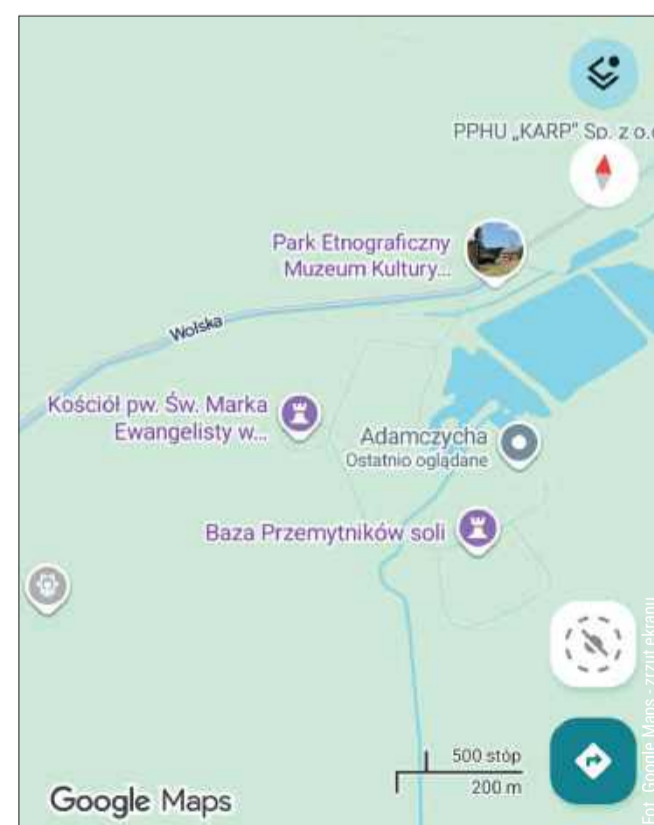 PPHU „KARP" Sp. z o.o
Park Etnograficzny
Muzeum Kultury...
Wolska
Kościół pw. Św. Marka
Ewangelisty w...
Adamczycha
Ostatnio oglądane
Baza Przemytników soli
500 stóp
200 m
Google Maps
Fot. Google Maps - zrzut ekranu